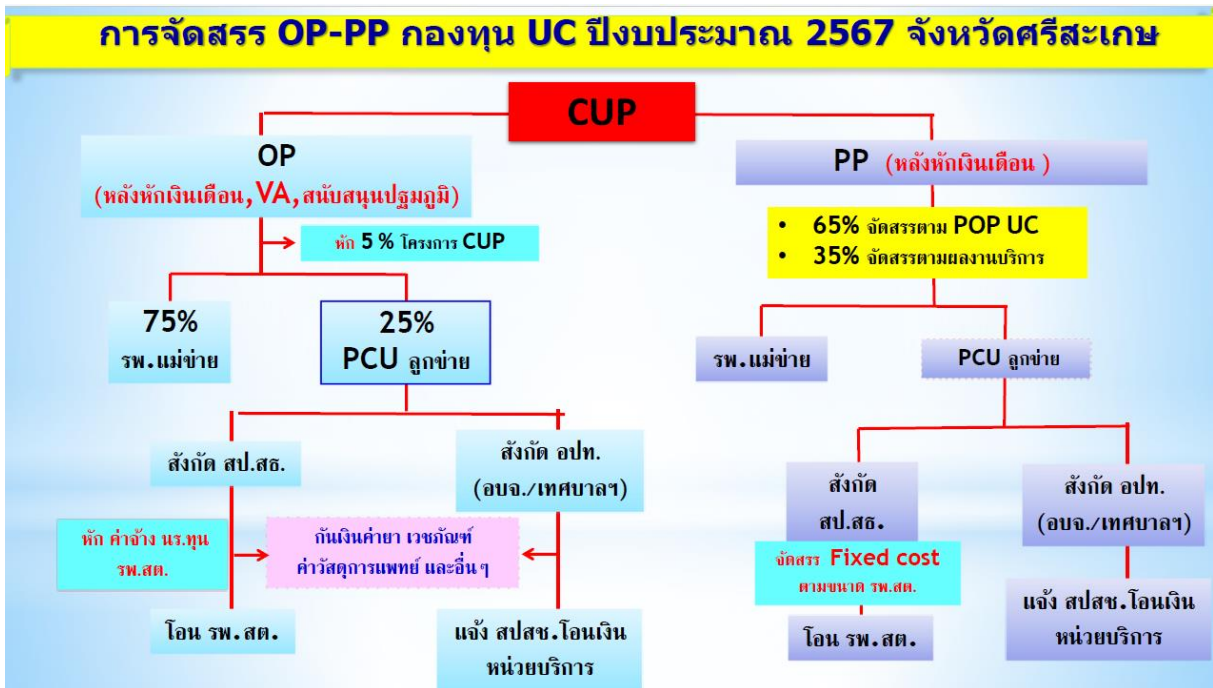 การจัดสรร OP-PP กองทุน UC ปีงบประมาณ 2567 จังหวัดศรีสะเกษ
CUP
OP
(หลังหักเงินเดือน,VA,สนับสนุนปฐมภูมิ)
หัก 5 % โครงการ CUP
75%
รพ.แม่ข่าย
25%
PCU ลูกข่าย
สังกัด สป.สธ.
สังกัด อปท.
(อบจ./เทศบาลฯ)
หัก ค่าจ้าง นร.ทุน
รพ.สต.
กันเงินค่ายา เวชภัณฑ์
ค่าวัสดุการแพทย์ และอื่น ๆ
โอน รพ.สต.
แจ้ง สปสช.โอนเงิน
หน่วยบริการ
PP (หลังหักเงินเดือน )
• 65% จัดสรรตาม POP UC
• 35% จัดสรรตามผลงานบริการ
รพ.แม่ข่าย
PCU ลูกข่าย
สังกัด
สป.สธ.
จัดสรร Fixed cost
ตามขนาด รพ.สต.
โอน รพ.สต.
สังกัด อปท.
(อบจ./เทศบาลฯ)
แจ้ง สปสช.โอนเงิน
หน่วยบริการ